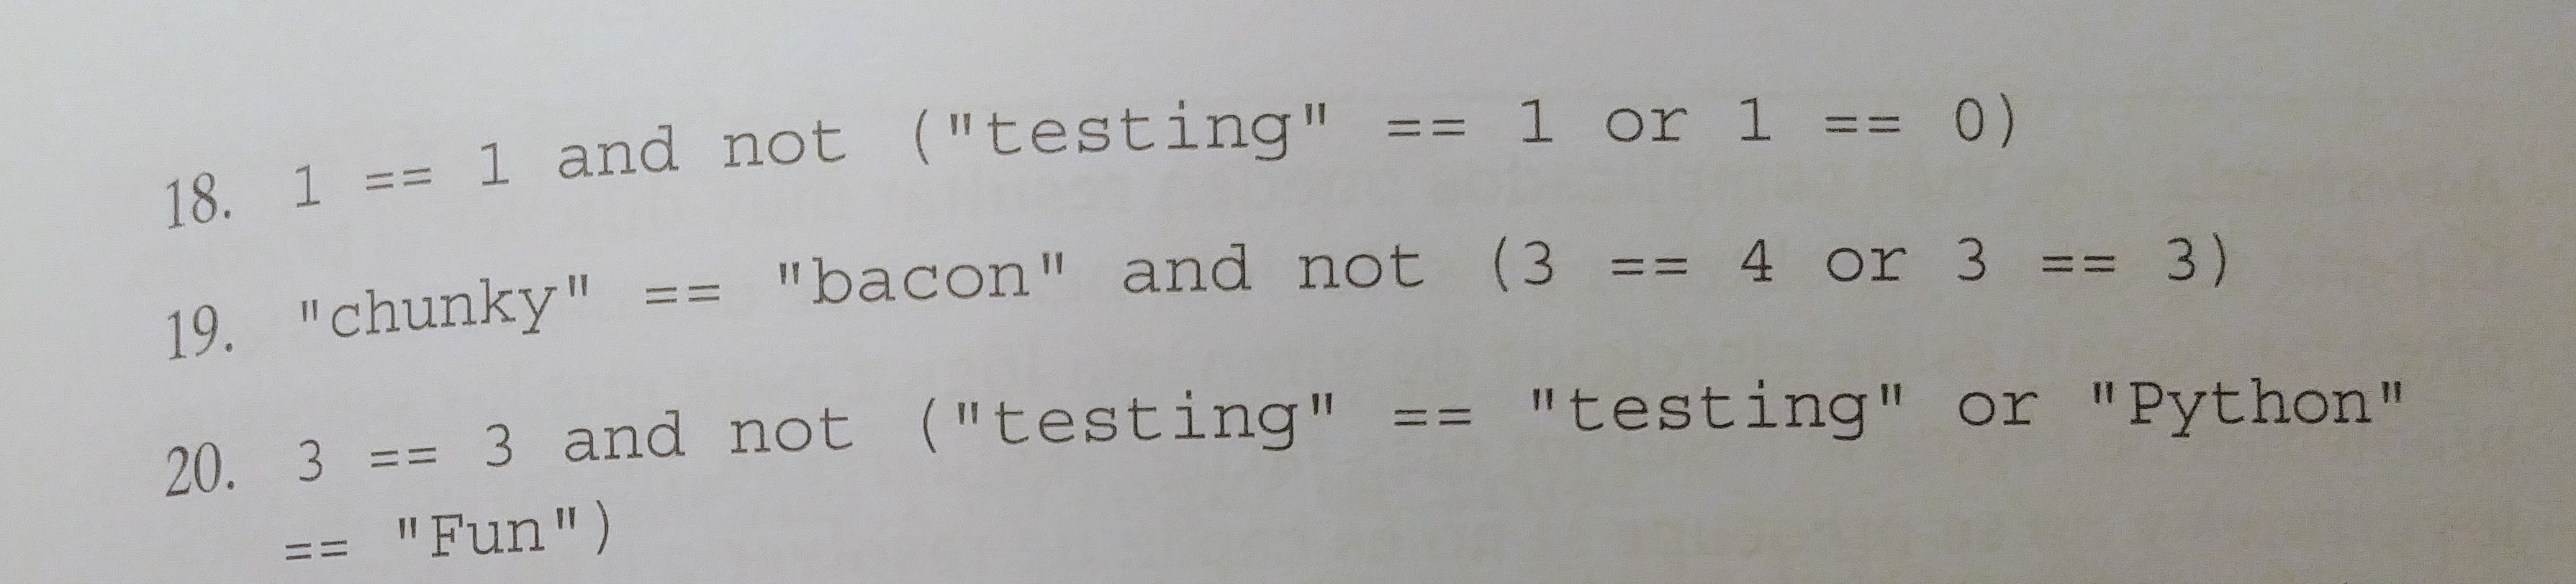 18. 1 == 1 and not ("testing" == 1 or 1 == 0)
19. "chunky" == "bacon" and not (3 == 4 or 3 == 3)
20. 3 == 3 and not ("testing" == "testing" or "Python"
== "Fun")